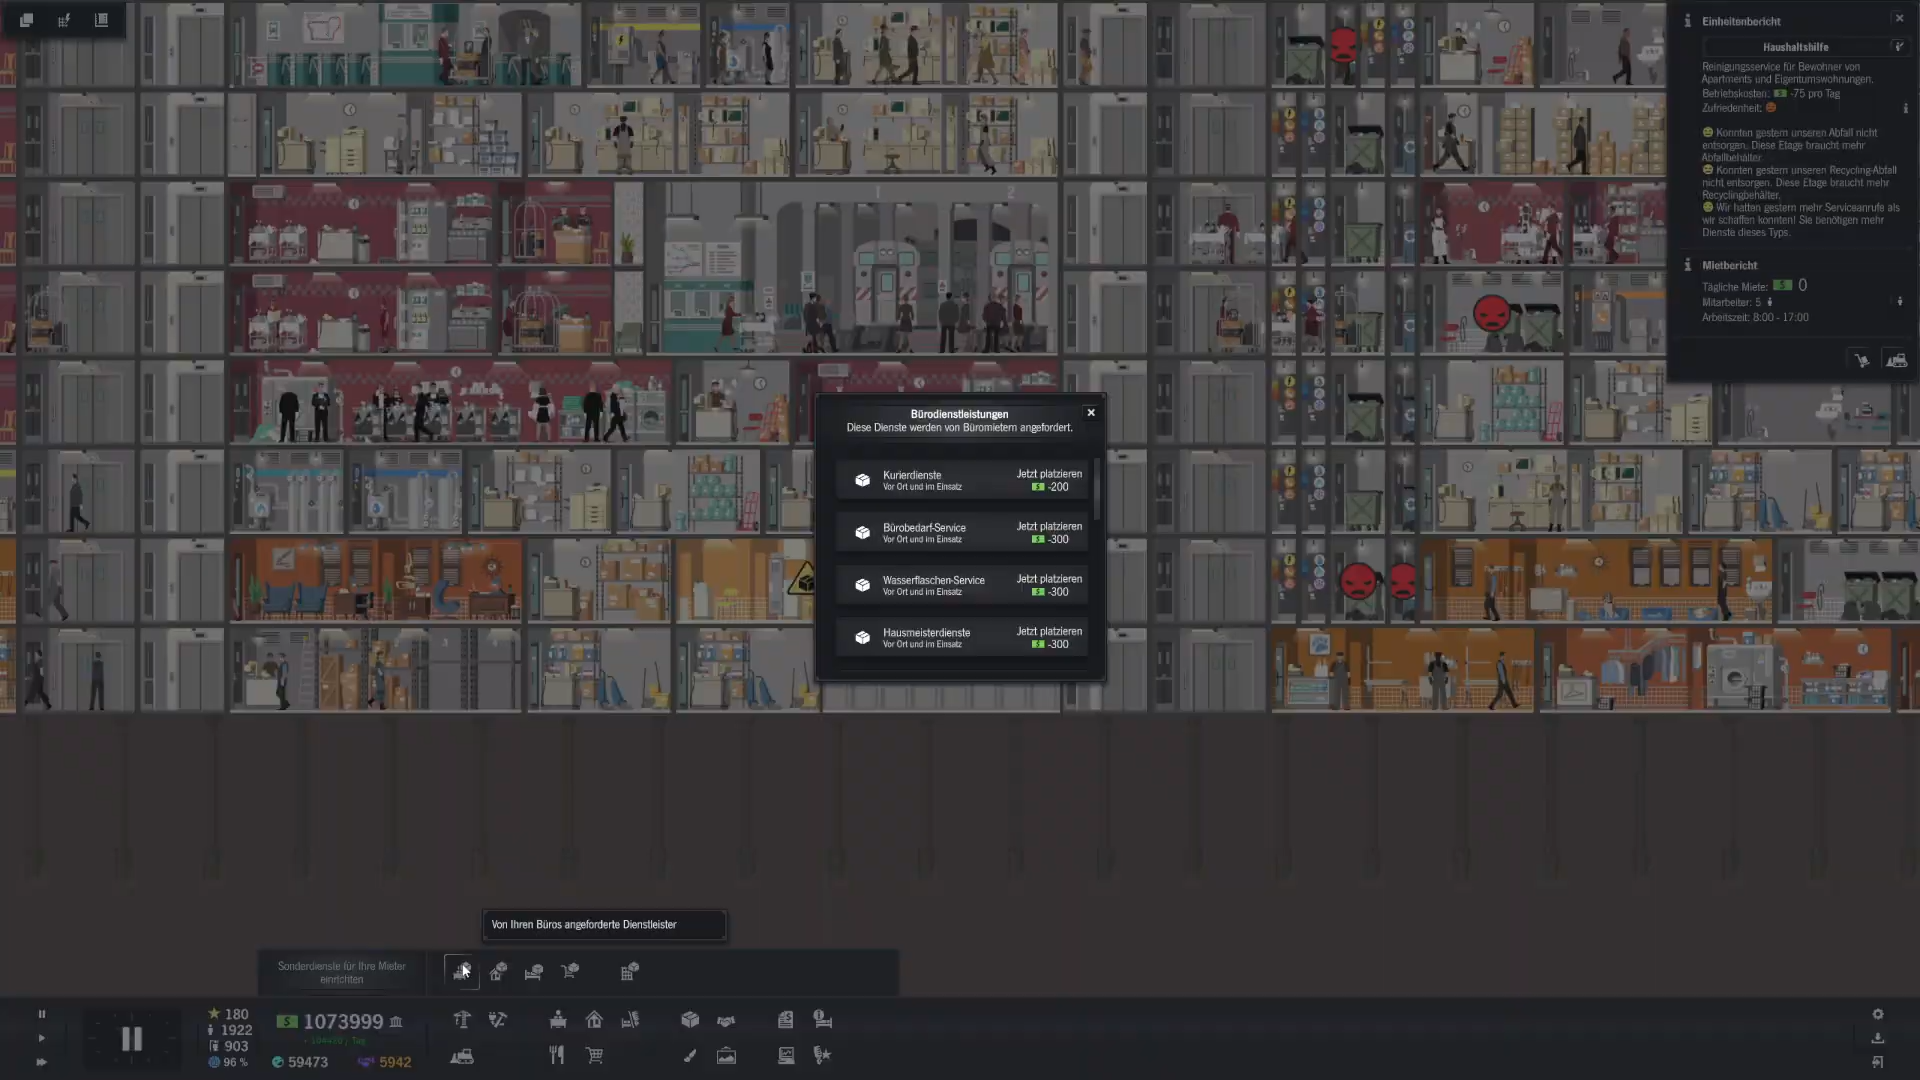 Einheitenbericht
Haushaltshilfe
Reinigungsservice für Bewohner von
Apartments und Eigentumswohnungen.
Betriebskosten: $ -75 pro Tag
Zufriedenheit:
Konnten gestern unseren Abfall nicht
entsorgen. Diese Etage braucht mehr
Abfallbehälter.
Konnten gestern unseren Recycling-Abfall
nicht entsorgen. Diese Etage braucht mehr
Recyclingbehälter.
Wir hatten gestern mehr Serviceanrufe als
wir schaffen konnten! Sie benötigen mehr
Dienste dieses Typs.
Mietbericht
Tägliche Miete: $ 0
Mitarbeiter: 5
Arbeitszeit: 8:00 - 17:00
1
2
Bürodienstleistungen
Diese Dienste werden von Büromietern angefordert.
Kurierdienste
Vor Ort und im Einsatz
Jetzt platzieren
$ -200
Bürobedarf-Service
Vor Ort und im Einsatz
Jetzt platzieren
$ -300
Wasserflaschen-Service
Vor Ort und im Einsatz
Jetzt platzieren
$ -300
Hausmeisterdienste
Vor Ort und im Einsatz
Jetzt platzieren
$ -300
Von Ihren Büros angeforderte Dienstleister
Sonderdienste für Ihre Mieter
einrichten
180
1922
903
96 %
$ 1073999
59473
5942